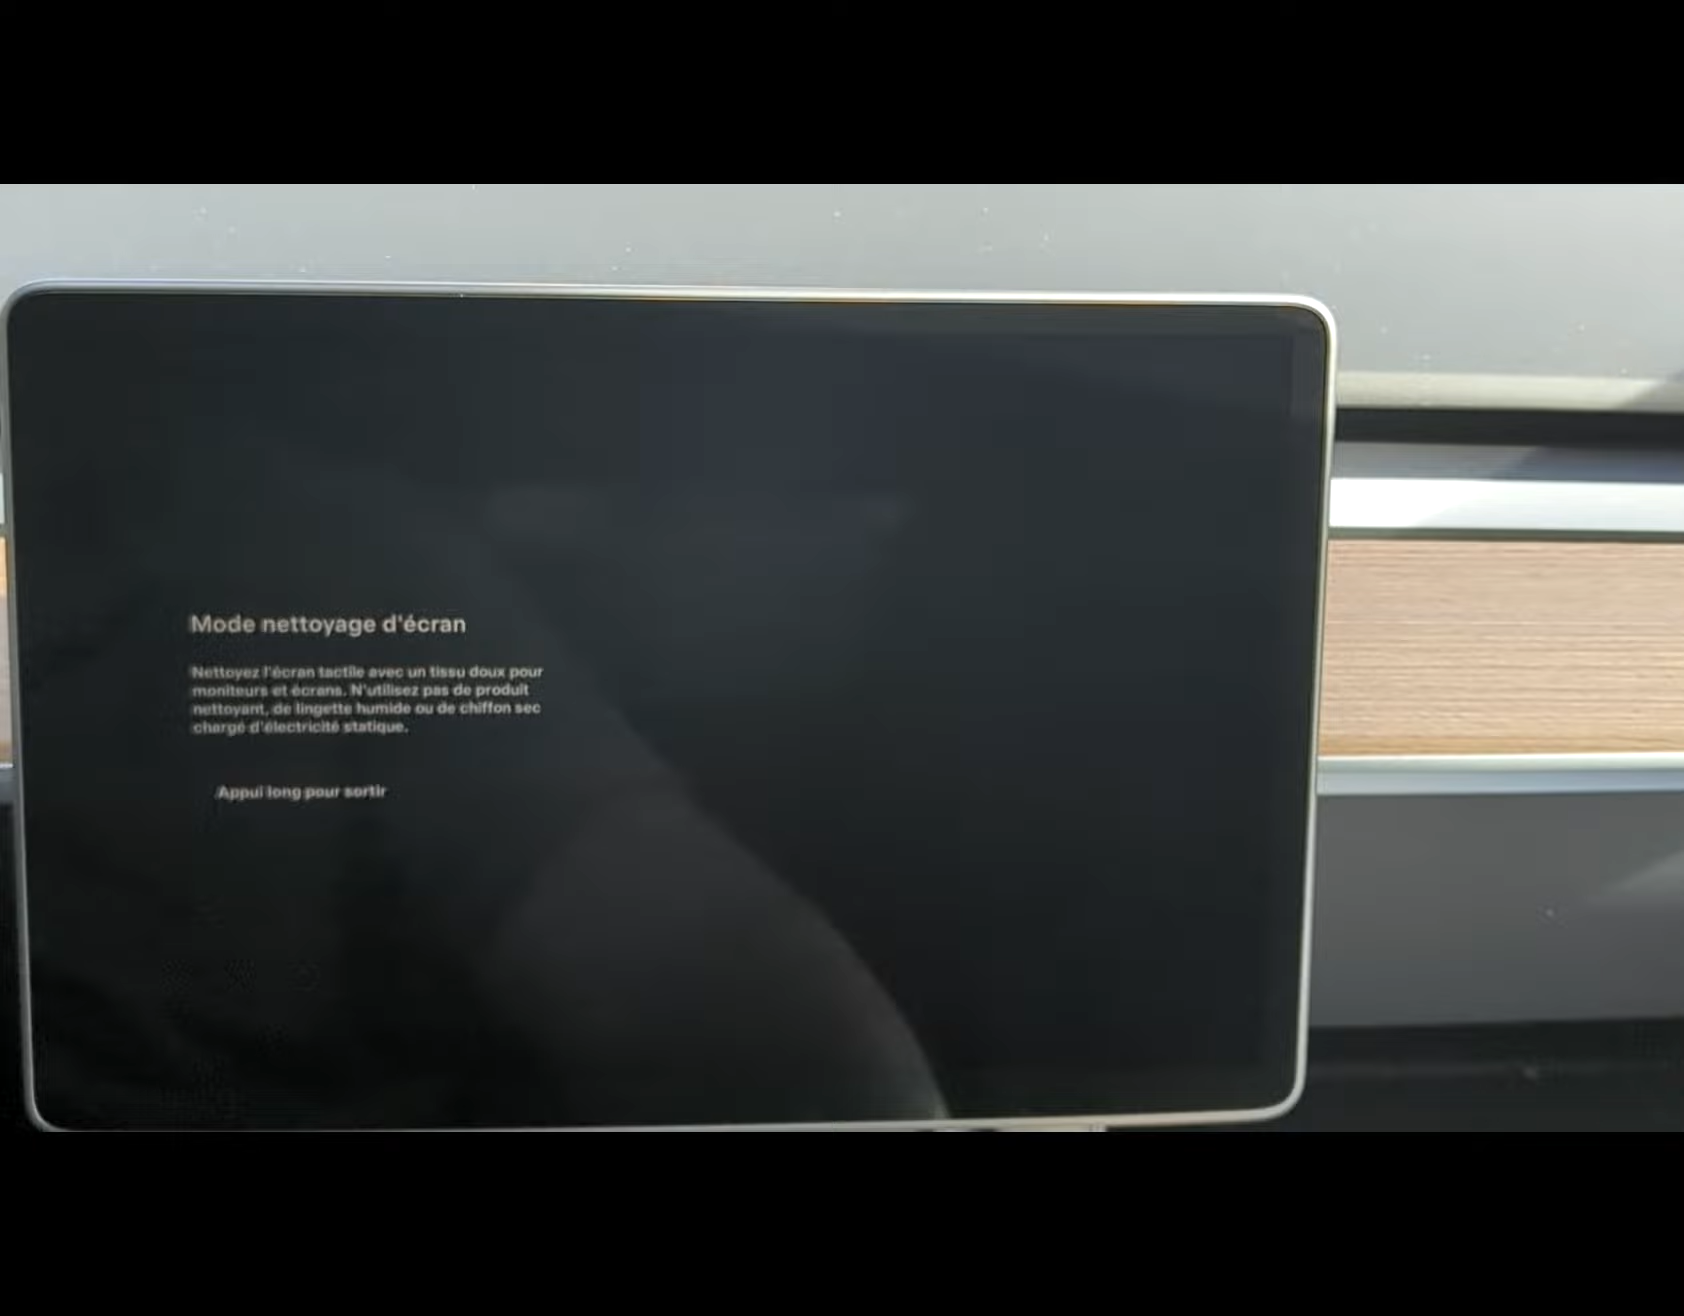 Mode nettoyage d'écran
Nettoyez l'écran tactile avec un tissu doux pour
moniteurs et écrans. N'utilisez pas de produit
nettoyant, de lingette humide ou de chiffon sec
chargé d'électricité statique.
Appui long pour sortir